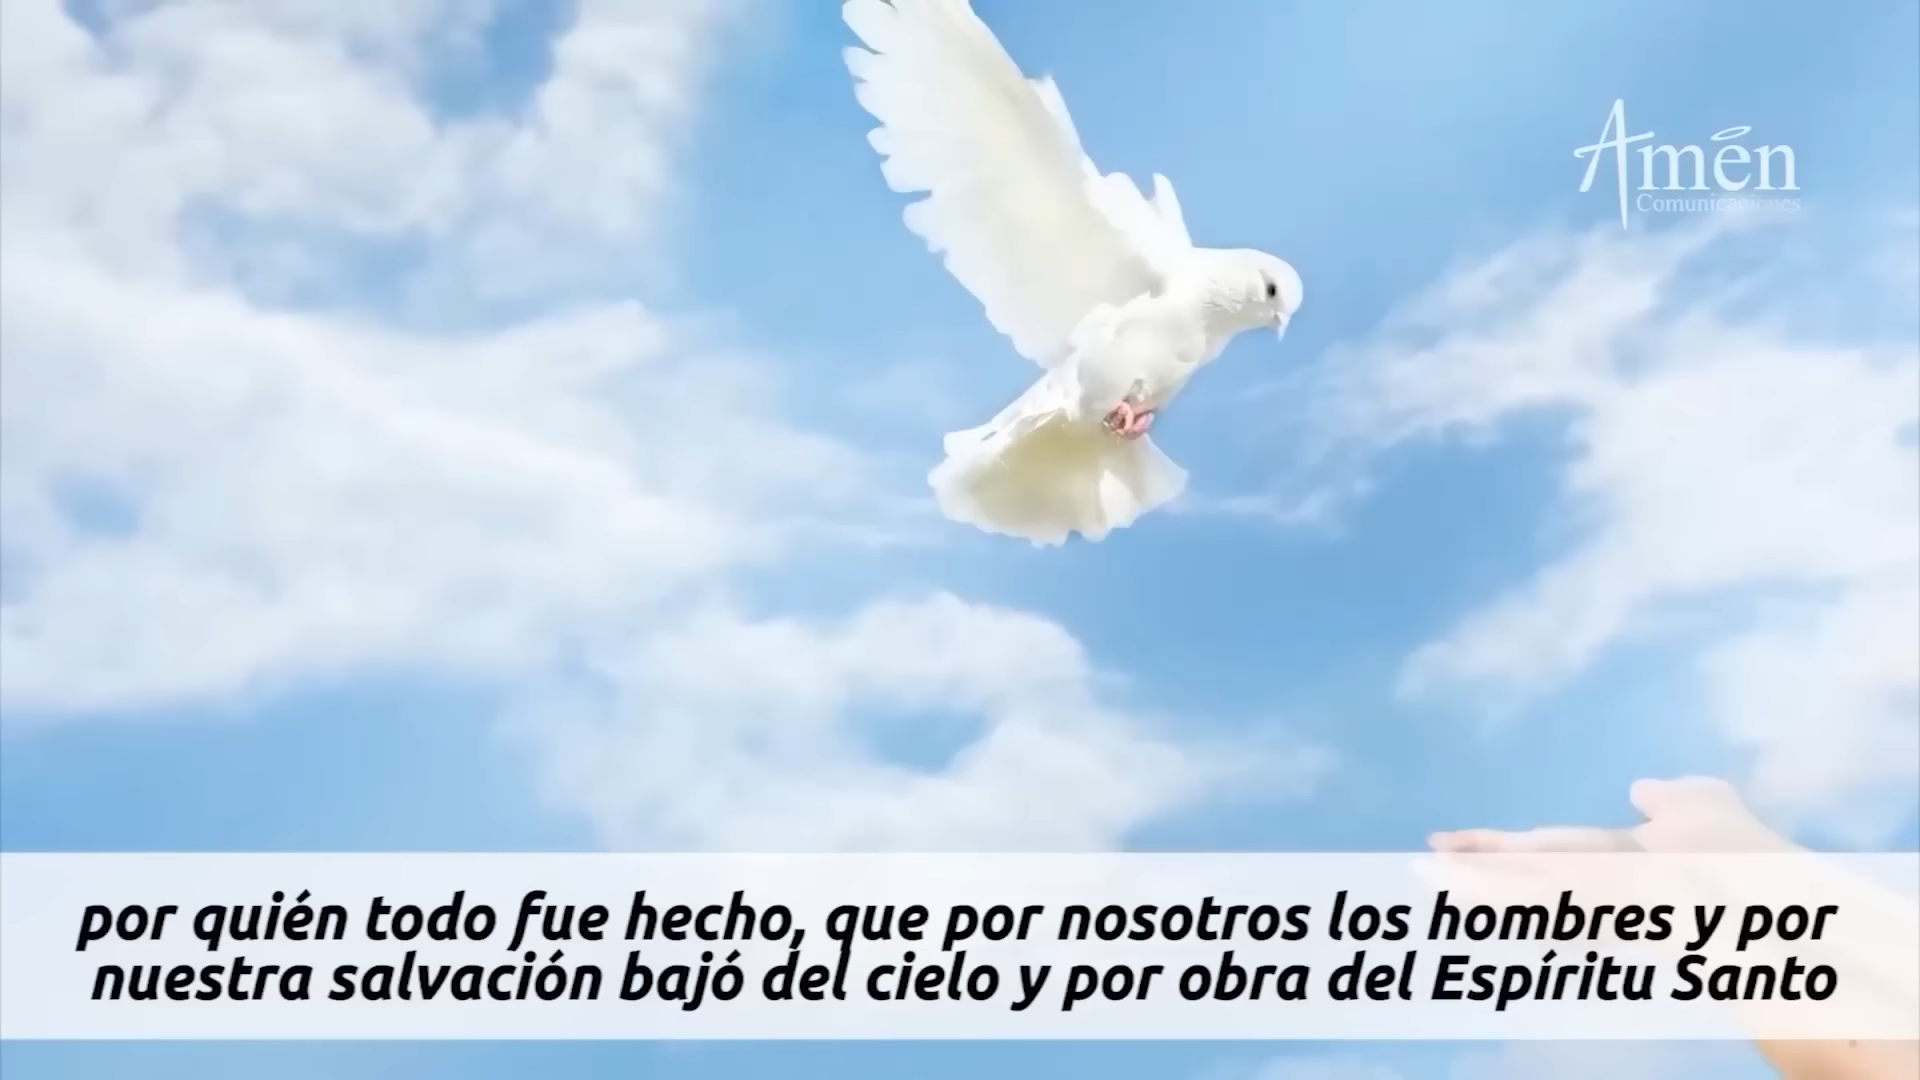 Amén
Comunicaciones
por quién todo fue hecho, que por nosotros los hombres y por
nuestra salvación bajó del cielo y por obra del Espíritu Santo